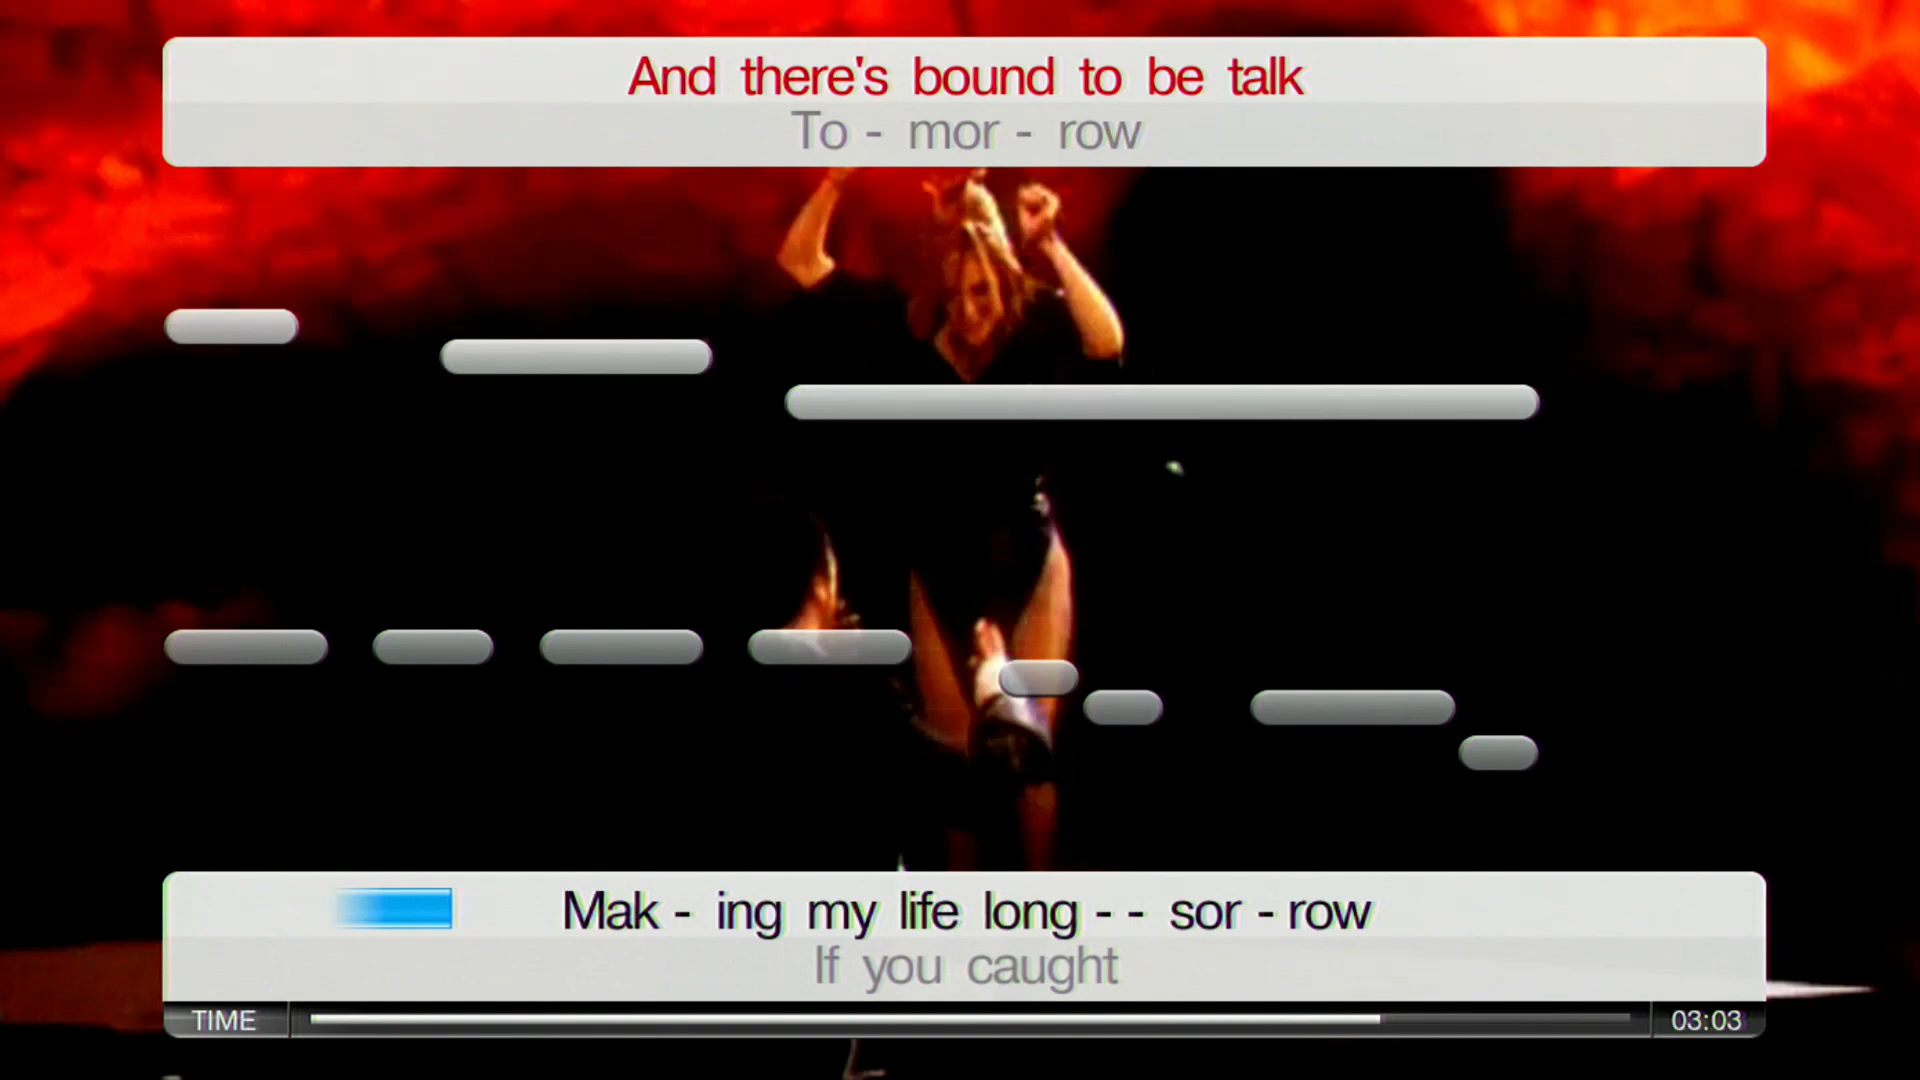 And there's bound to be talk
To - mor - row
Mak - ing my life long - - sor - row
If you caught
TIME
03:03